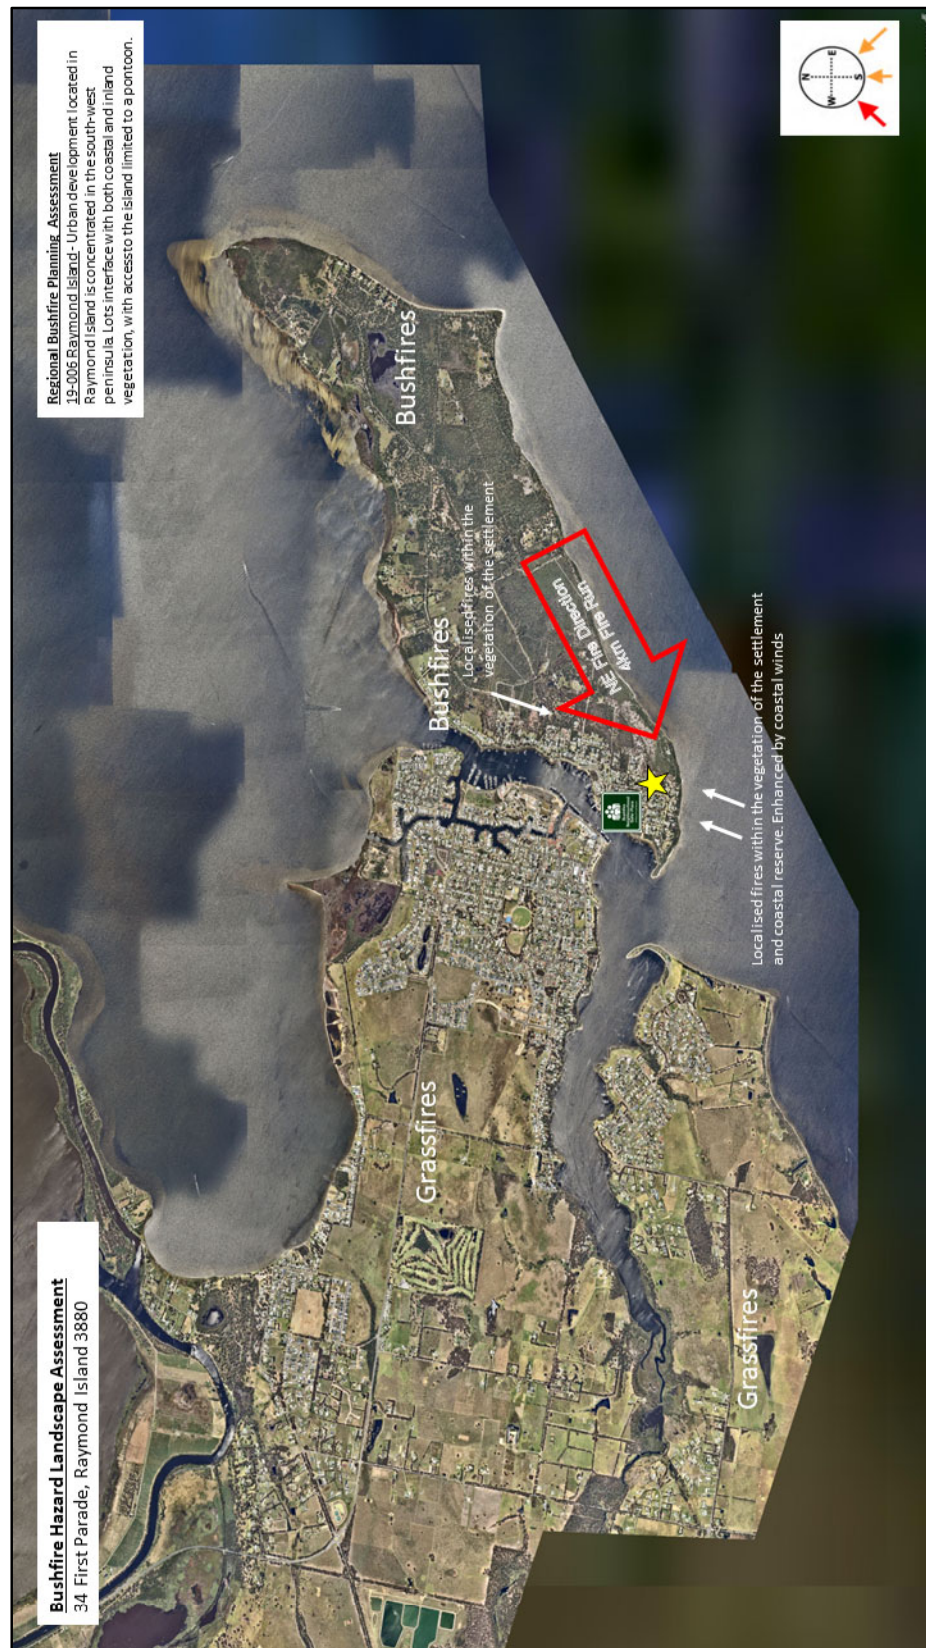 Bushfire Hazard Landscape Assessment
34 First Parade, Raymond Island 3880
Regional Bushfire Planning Assessment
19-006 Raymond Island - Urban development located in
Raymond Island is concentrated in the south-west
peninsula. Lots interface with both coastal and inland
vegetation, with access to the island limited to a pontoon.
N
E
S
W
Bushfires
Bushfires
Localised fires within the
vegetation of the settlement
NE Fire Direction
4km Fire Run
Grassfires
Grassfires
Localised fires within the vegetation of the settlement
and coastal reserve. Enhanced by coastal winds